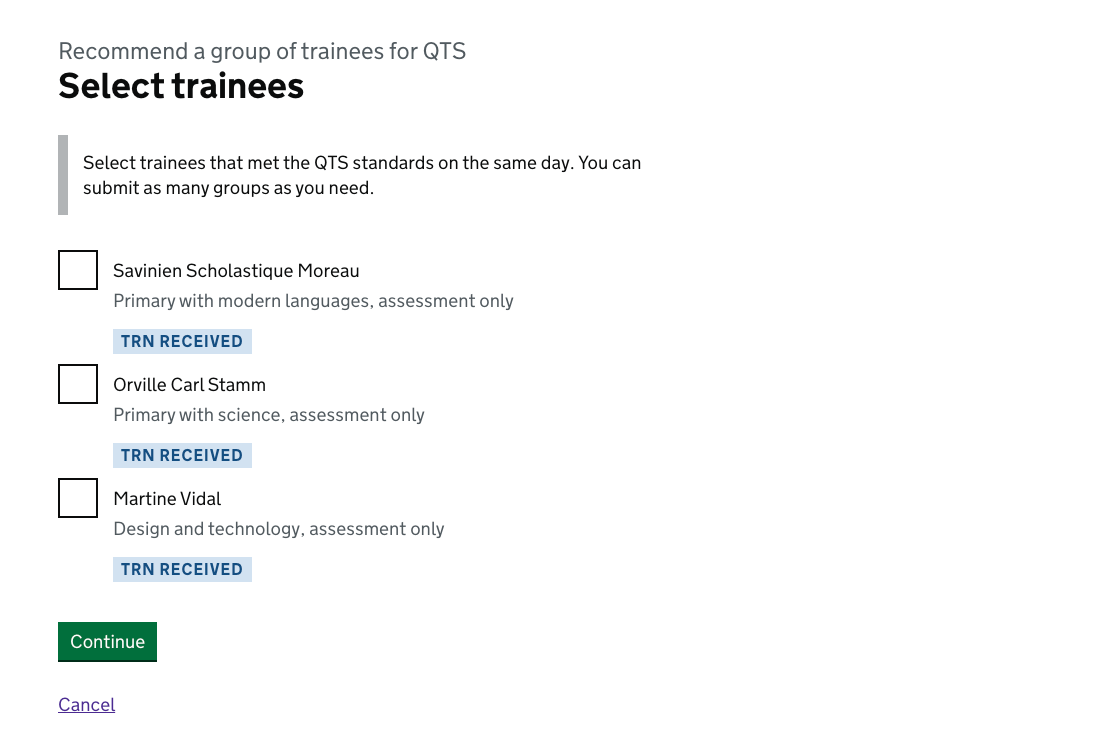 Recommend a group of trainees for QTS
Select trainees
Select trainees that met the QTS standards on the same day. You can
submit as many groups as you need.
Savinien Scholastique Moreau
Primary with modern languages, assessment only
TRN RECEIVED
Orville Carl Stamm
Primary with science, assessment only
TRN RECEIVED
Martine Vidal
Design and technology, assessment only
TRN RECEIVED
Continue
Cancel